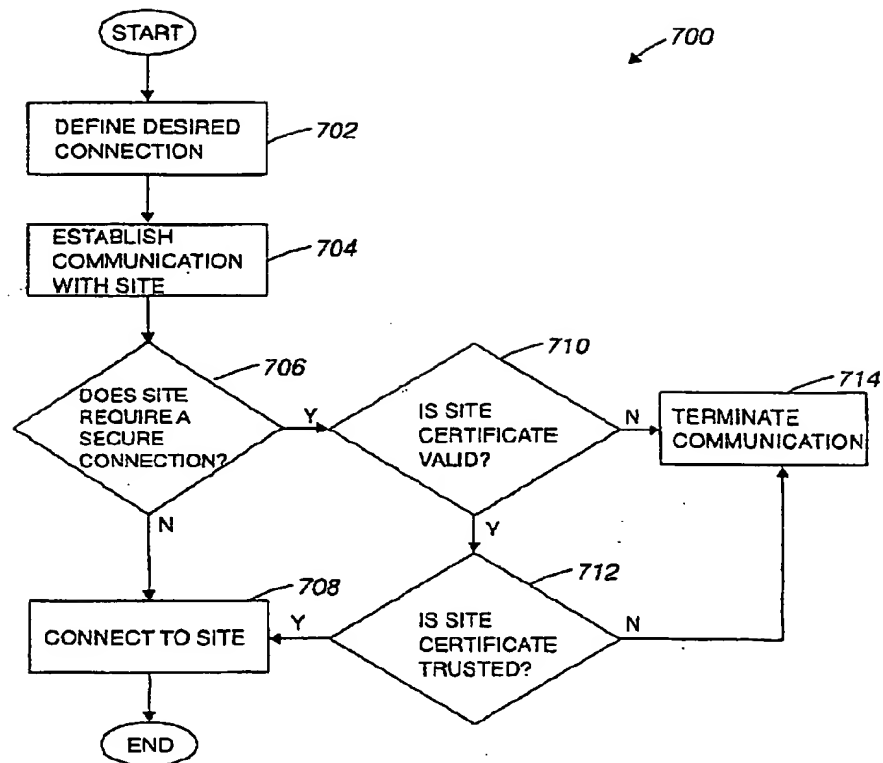 START
700
DEFINE DESIRED
CONNECTION
702
ESTABLISH
COMMUNICATION
WITH SITE
704
706
DOES SITE
REQUIRE A
SECURE
CONNECTION?
Y
N
710
IS SITE
CERTIFICATE
VALID?
N
Y
714
TERMINATE
COMMUNICATION
708
CONNECT TO SITE
Y
712
IS SITE
CERTIFICATE
TRUSTED?
N
END